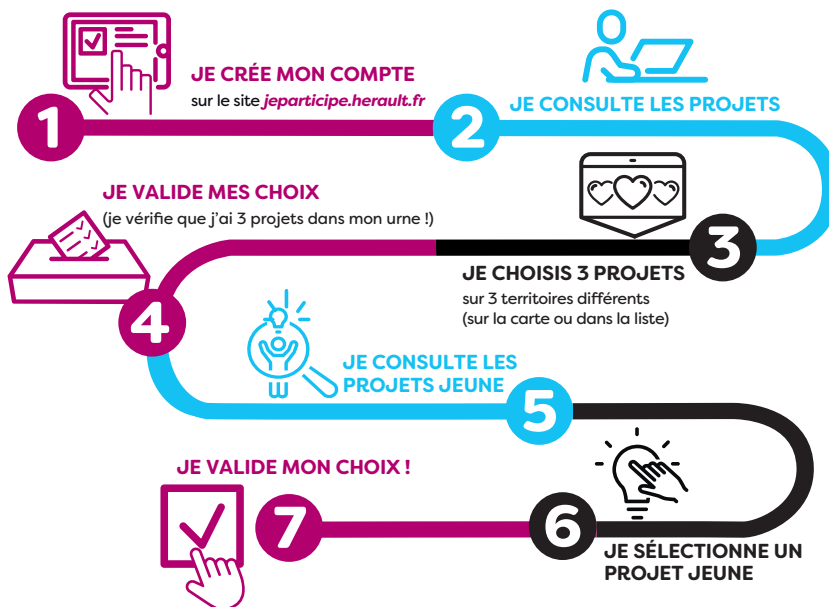 1
JE CRÉE MON COMPTE
sur le site jeparticipe.herault.fr
2
JE CONSULTE LES PROJETS
3
JE CHOISIS 3 PROJETS
sur 3 territoires différents
(sur la carte ou dans la liste)
4
JE VALIDE MES CHOIX
(je vérifie que j'ai 3 projets dans mon urne !)
5
JE CONSULTE LES
PROJETS JEUNE
6
JE SÉLECTIONNE UN
PROJET JEUNE
7
JE VALIDE MON CHOIX !